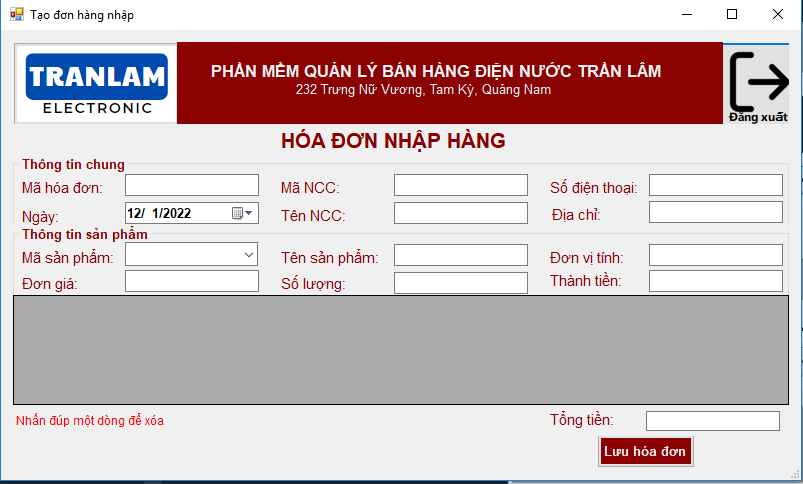 Tạo đơn hàng nhập
TRANLAM
ELECTRONIC
PHẦN MỀM QUẢN LÝ BÁN HÀNG ĐIỆN NƯỚC TRẦN LÂM
232 Trưng Nữ Vương, Tam Kỳ, Quảng Nam
Đăng xuất
HÓA ĐƠN NHẬP HÀNG
Thông tin chung
Mã hóa đơn: Mã NCC: Số điện thoại:
Ngày: 12/ 1/2022 Tên NCC: Địa chỉ:
Thông tin sản phẩm
Mã sản phẩm: Tên sản phẩm: Đơn vị tính:
Đơn giá: Số lượng: Thành tiền:
Nhấn đúp một dòng để xóa Tổng tiền:
Lưu hóa đơn